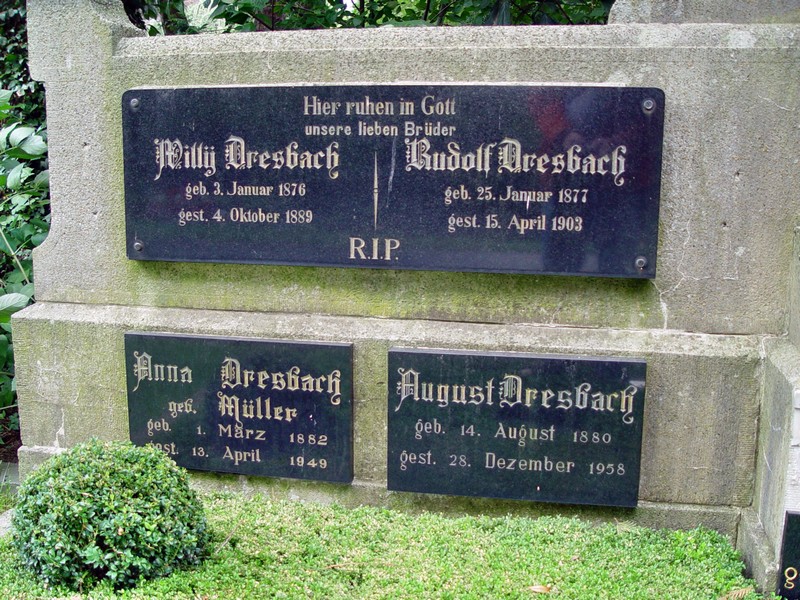 Hier ruhen in Gott
unsere lieben Brüder
Willÿ Dresbach
geb. 3. Januar 1876
gest. 4. Oktober 1889
Rudolf Dresbach
geb. 25. Januar 1877
gest. 15. April 1903
R.I.P.
Anna Dresbach
geb. Müller
geb. 1. März 1882
gest. 13. April 1949
August Dresbach
geb. 14. August 1880
gest. 28. Dezember 1958